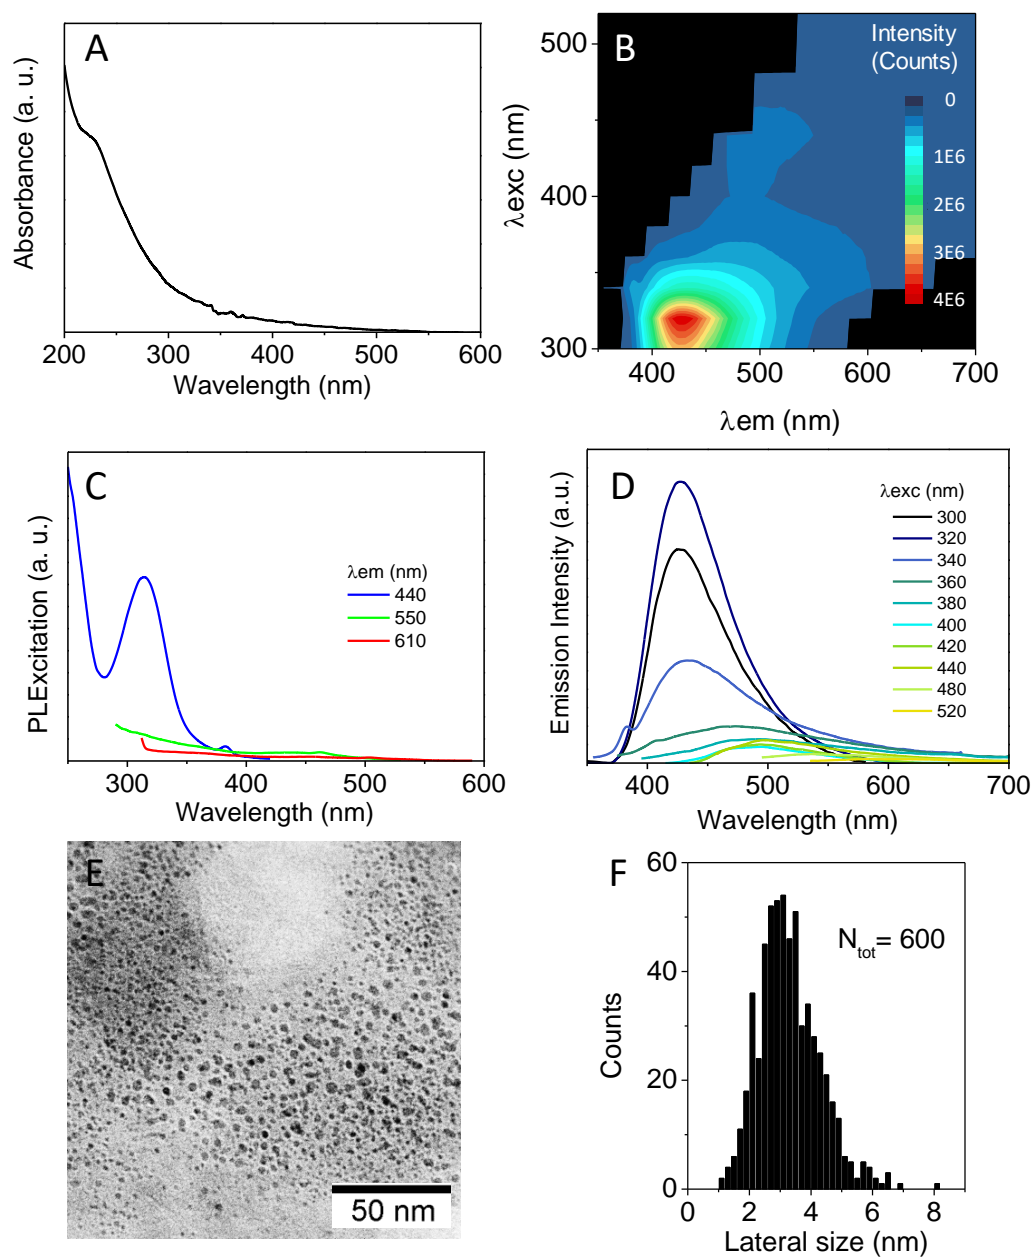 A
Absorbance (a. u.)
200 300 400 500 600
Wavelength (nm)
B
Intensity
(Counts)
0
1E6
2E6
3E6
4E6
500
400
300
λexc (nm)
400 500 600 700
λem (nm)
C
PLExcitation (a. u.)
λem (nm)
440
550
610
300 400 500 600
Wavelength (nm)
D
Emission Intensity (a.u.)
λexc (nm)
300
320
340
360
380
400
420
440
480
520
400 500 600 700
Wavelength (nm)
E
50 nm
F
N_tot = 600
Counts
60
40
20
0
0 2 4 6 8
Lateral size (nm)